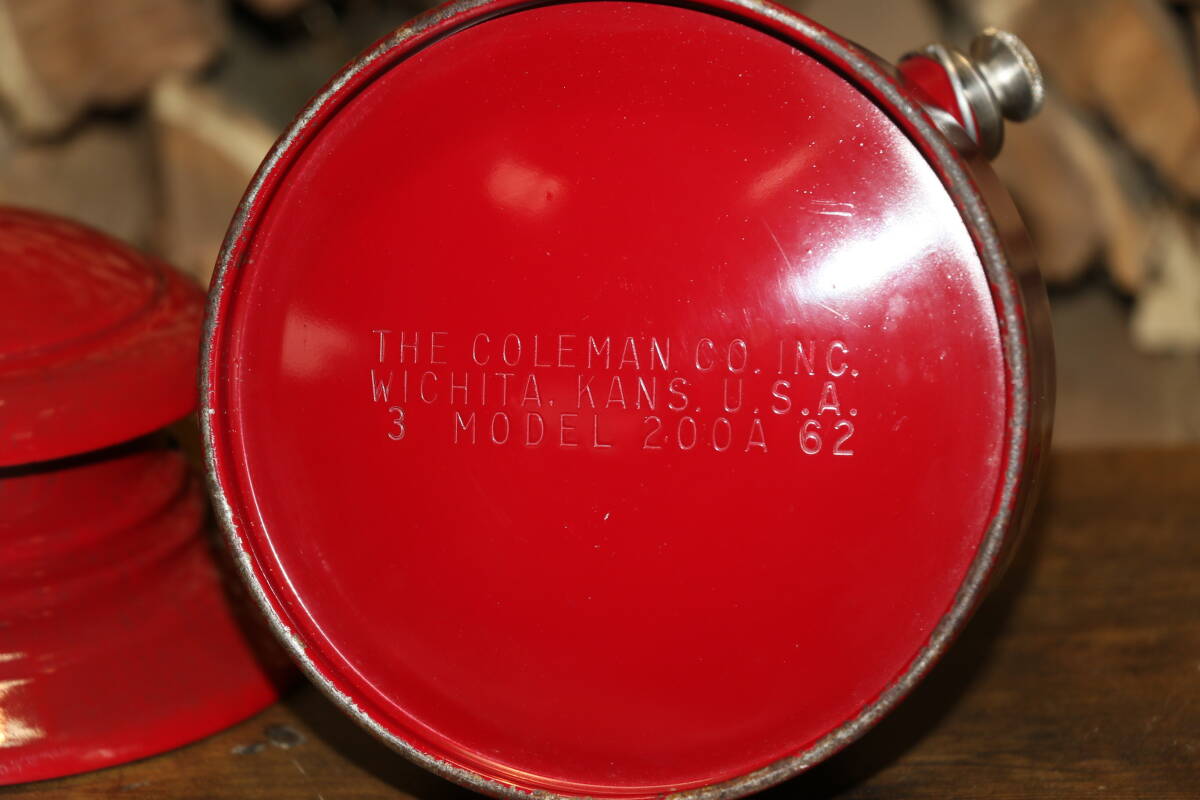 THE COLEMAN CO. INC.
WICHITA. KANS. U.S.A.
3 MODEL 200A 62